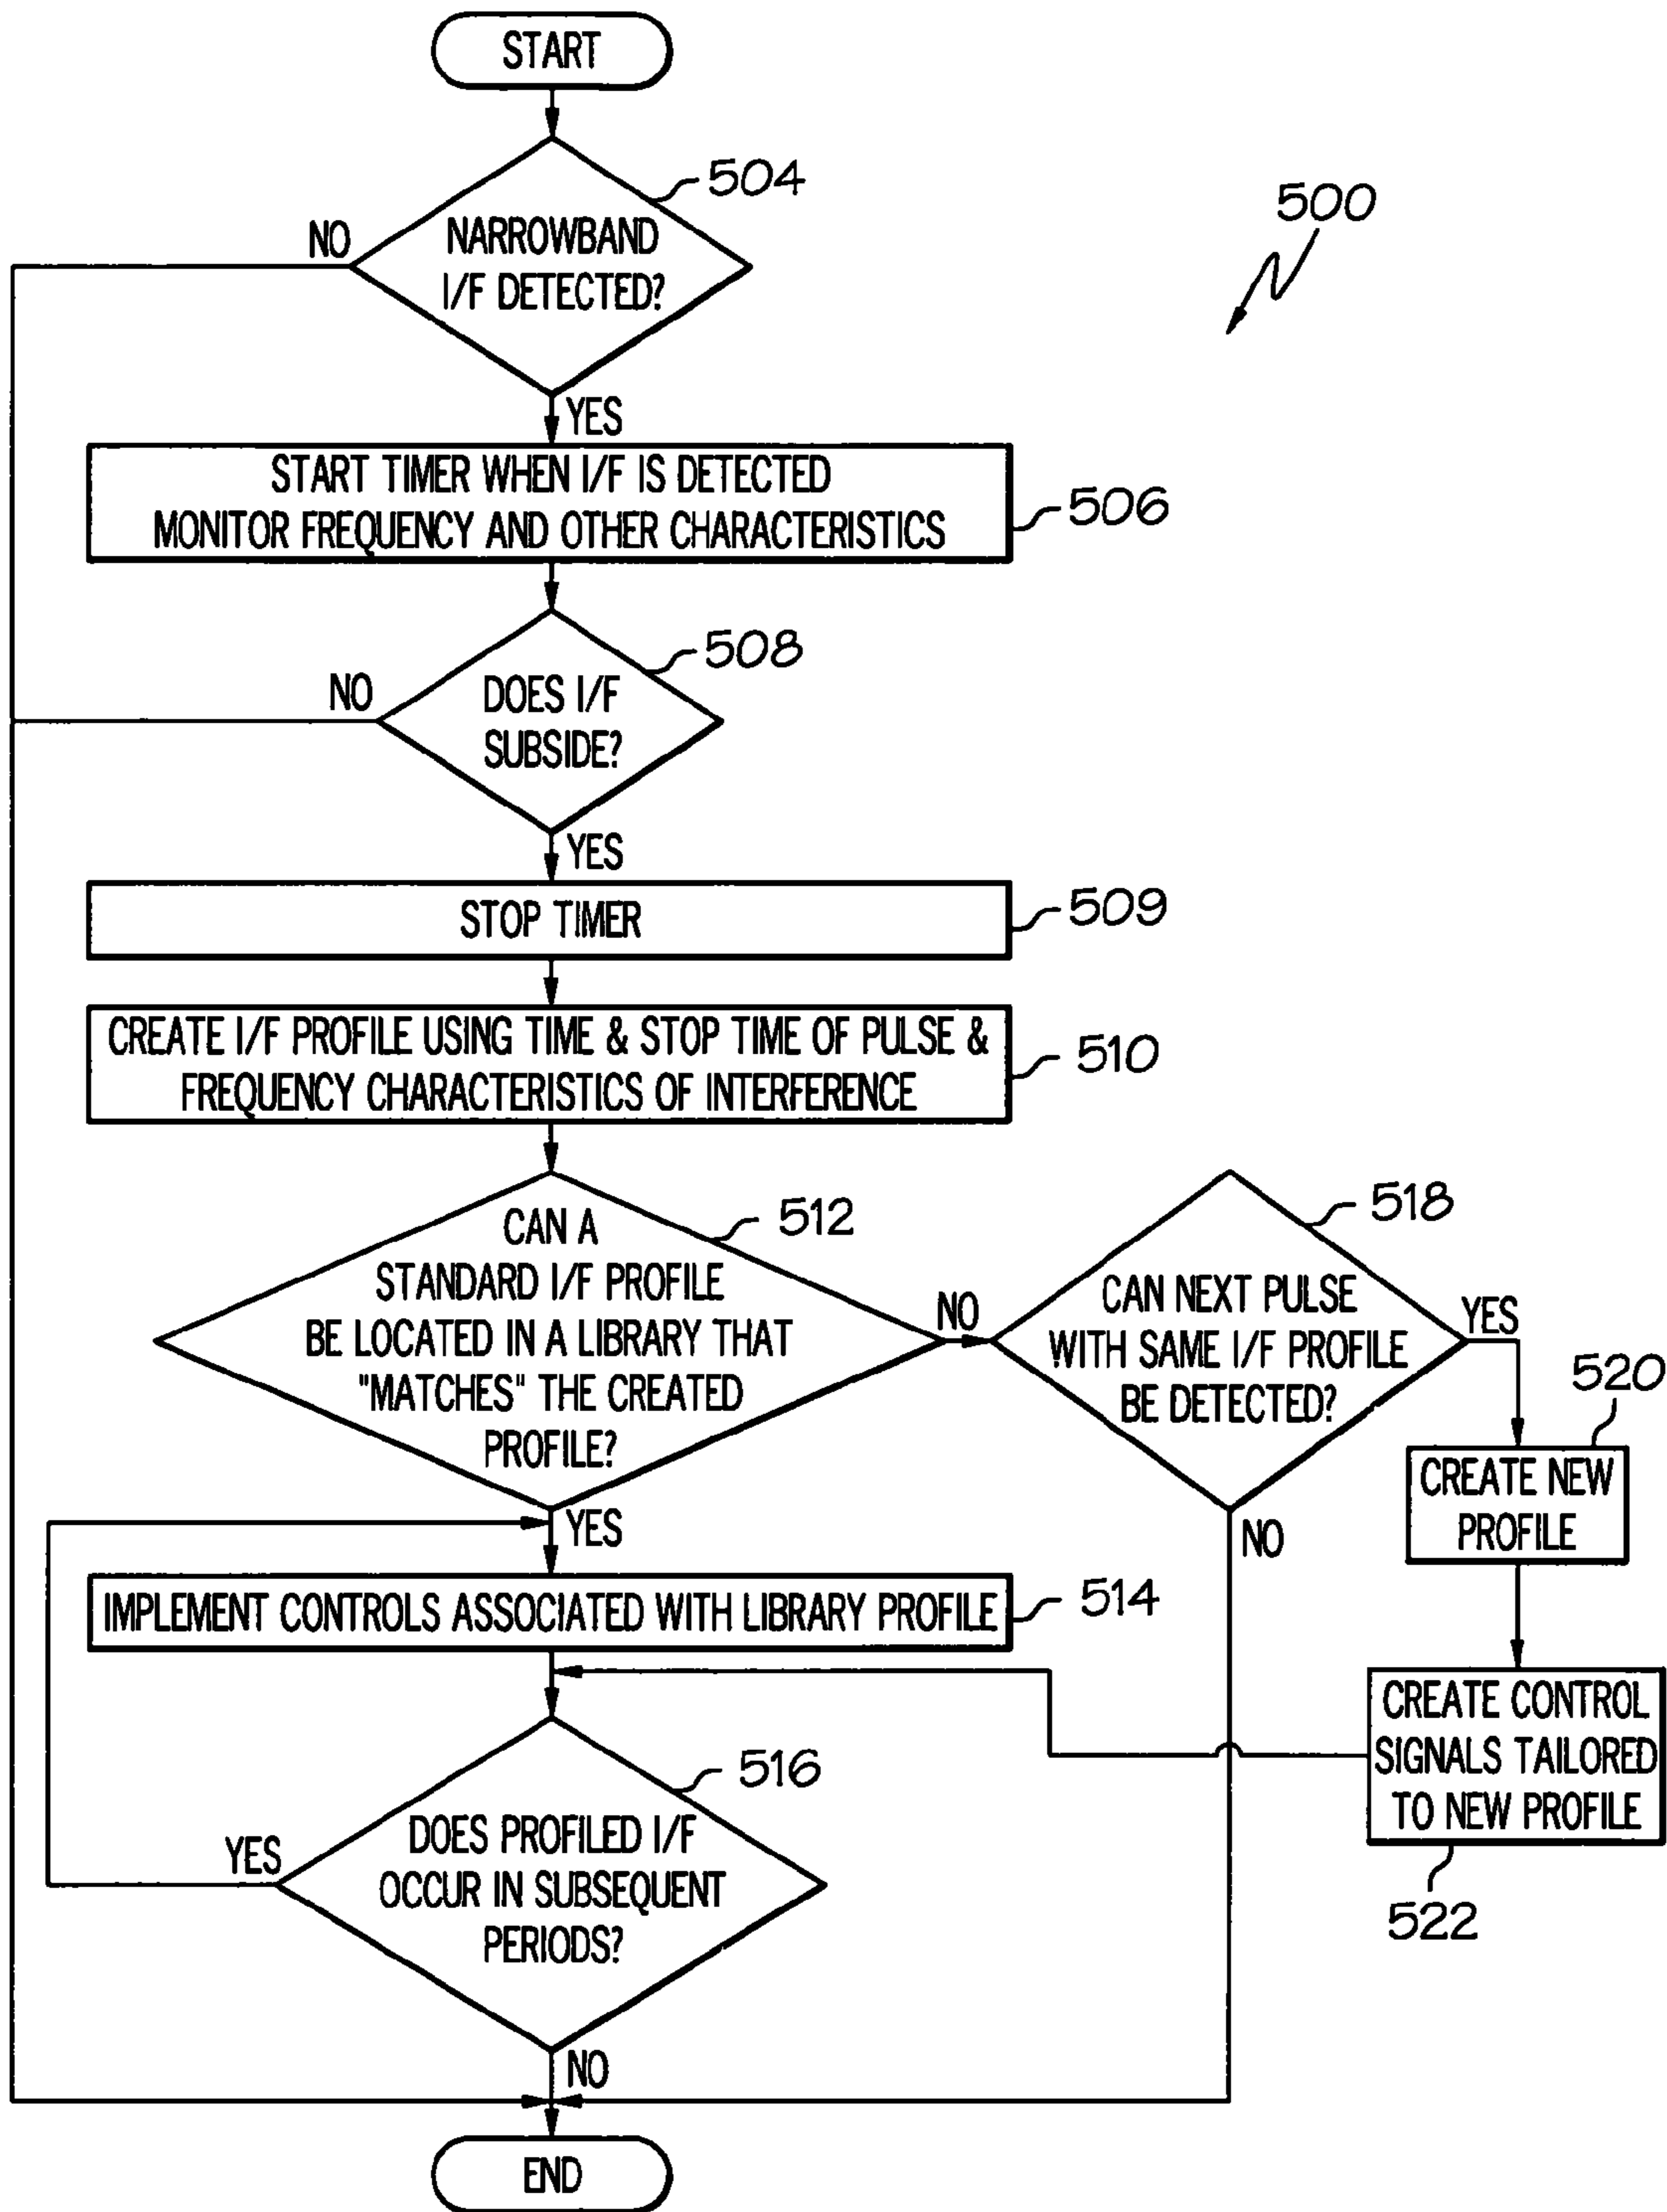 START
504
NARROWBAND
I/F DETECTED?
NO
500
YES
START TIMER WHEN I/F IS DETECTED
MONITOR FREQUENCY AND OTHER CHARACTERISTICS
506
508
DOES I/F
SUBSIDE?
NO
YES
STOP TIMER
509
CREATE I/F PROFILE USING TIME & STOP TIME OF PULSE &
FREQUENCY CHARACTERISTICS OF INTERFERENCE
510
512
CAN A
STANDARD I/F PROFILE
BE LOCATED IN A LIBRARY THAT
"MATCHES" THE CREATED
PROFILE?
NO
518
CAN NEXT PULSE
WITH SAME I/F PROFILE
BE DETECTED?
YES
520
CREATE NEW
PROFILE
YES
NO
IMPLEMENT CONTROLS ASSOCIATED WITH LIBRARY PROFILE
514
CREATE CONTROL
SIGNALS TAILORED
TO NEW PROFILE
522
516
DOES PROFILED I/F
OCCUR IN SUBSEQUENT
PERIODS?
YES
NO
END